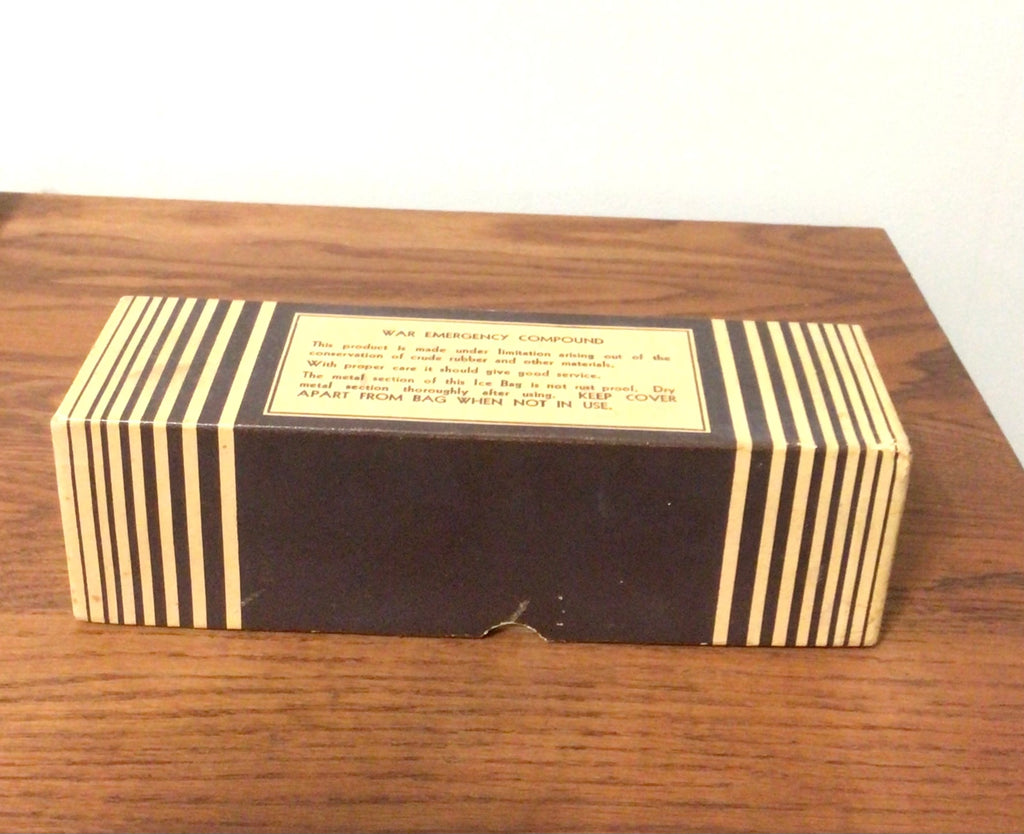 WAR EMERGENCY COMPOUND
This product is made under limitation arising out of the
conservation of crude rubber and other materials.
With proper care it should give good service.
The metal section of this Ice Bag is not rust proof. Dry
metal section thoroughly after using. KEEP COVER
APART FROM BAG WHEN NOT IN USE.